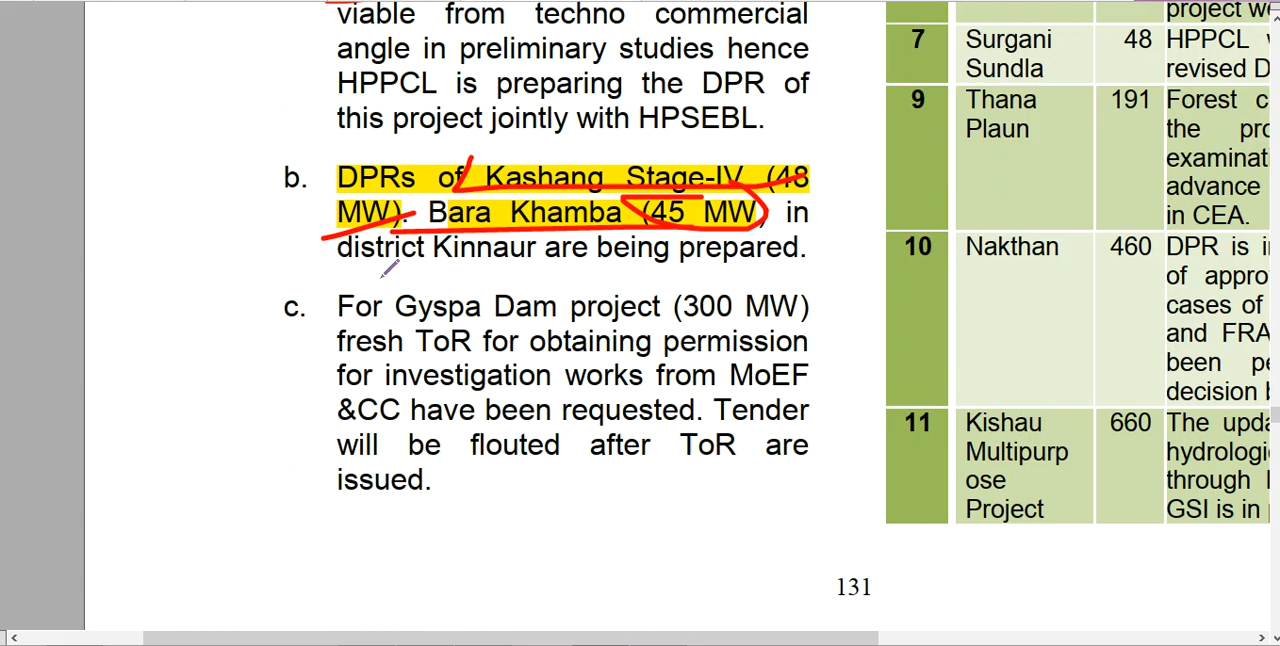 viable from techno commercial
angle in preliminary studies hence
HPPCL is preparing the DPR of
this project jointly with HPSEBL.
b. DPRs of Kashang Stage-IV (48
MW). Bara Khamba (45 MW) in
district Kinnaur are being prepared.
c. For Gyspa Dam project (300 MW)
fresh ToR for obtaining permission
for investigation works from MoEF
&CC have been requested. Tender
will be flouted after ToR are
issued.
project
7 Surgani 48 HPPCL
Sundla revised
9 Thana 191 Forest
Plaun the
examinat
advance
in CEA.
10 Nakthan 460 DPR is
of appro
cases of
and FRA
been
decision
11 Kishau 660 The upda
Multipurp hydrologi
ose through
Project GSI is in
131